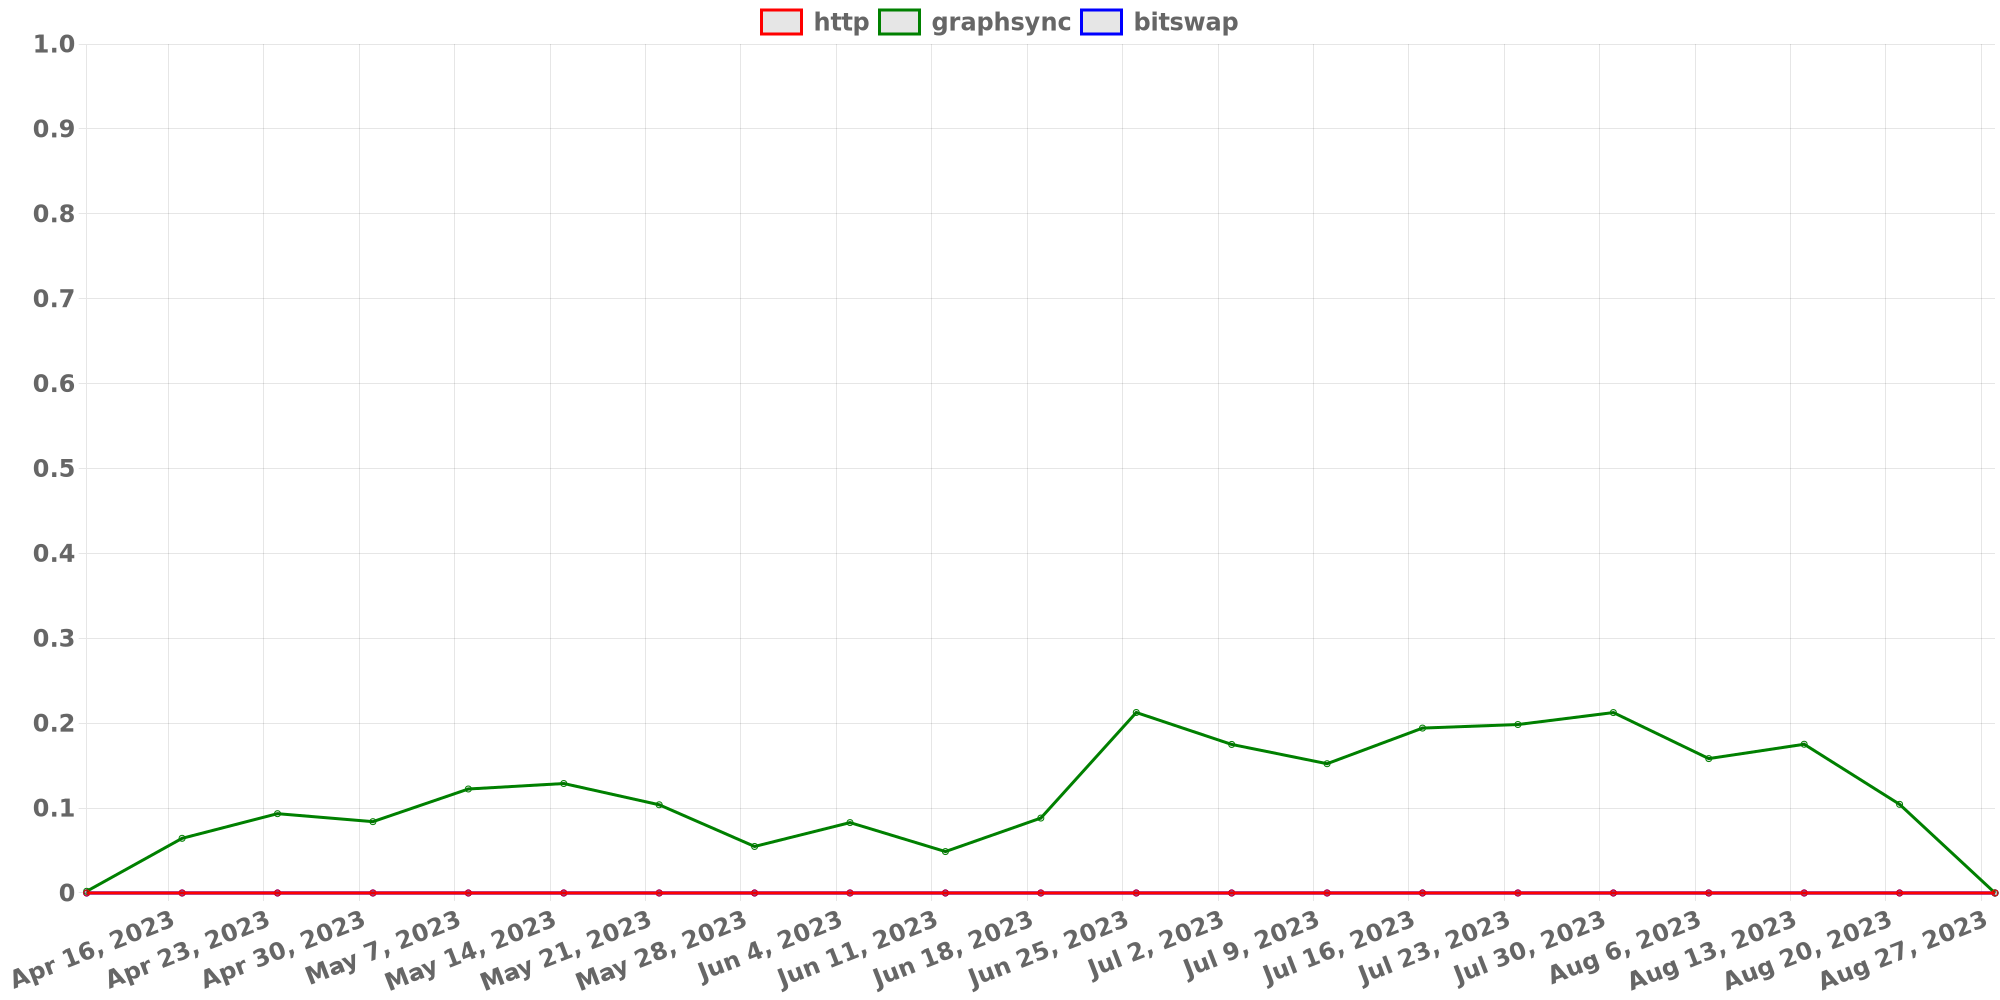 http graphsync bitswap
1.0
0.9
0.8
0.7
0.6
0.5
0.4
0.3
0.2
0.1
0
Apr 16, 2023
Apr 23, 2023
Apr 30, 2023
May 7, 2023
May 14, 2023
May 21, 2023
May 28, 2023
Jun 4, 2023
Jun 11, 2023
Jun 18, 2023
Jun 25, 2023
Jul 2, 2023
Jul 9, 2023
Jul 16, 2023
Jul 23, 2023
Jul 30, 2023
Aug 6, 2023
Aug 13, 2023
Aug 20, 2023
Aug 27, 2023